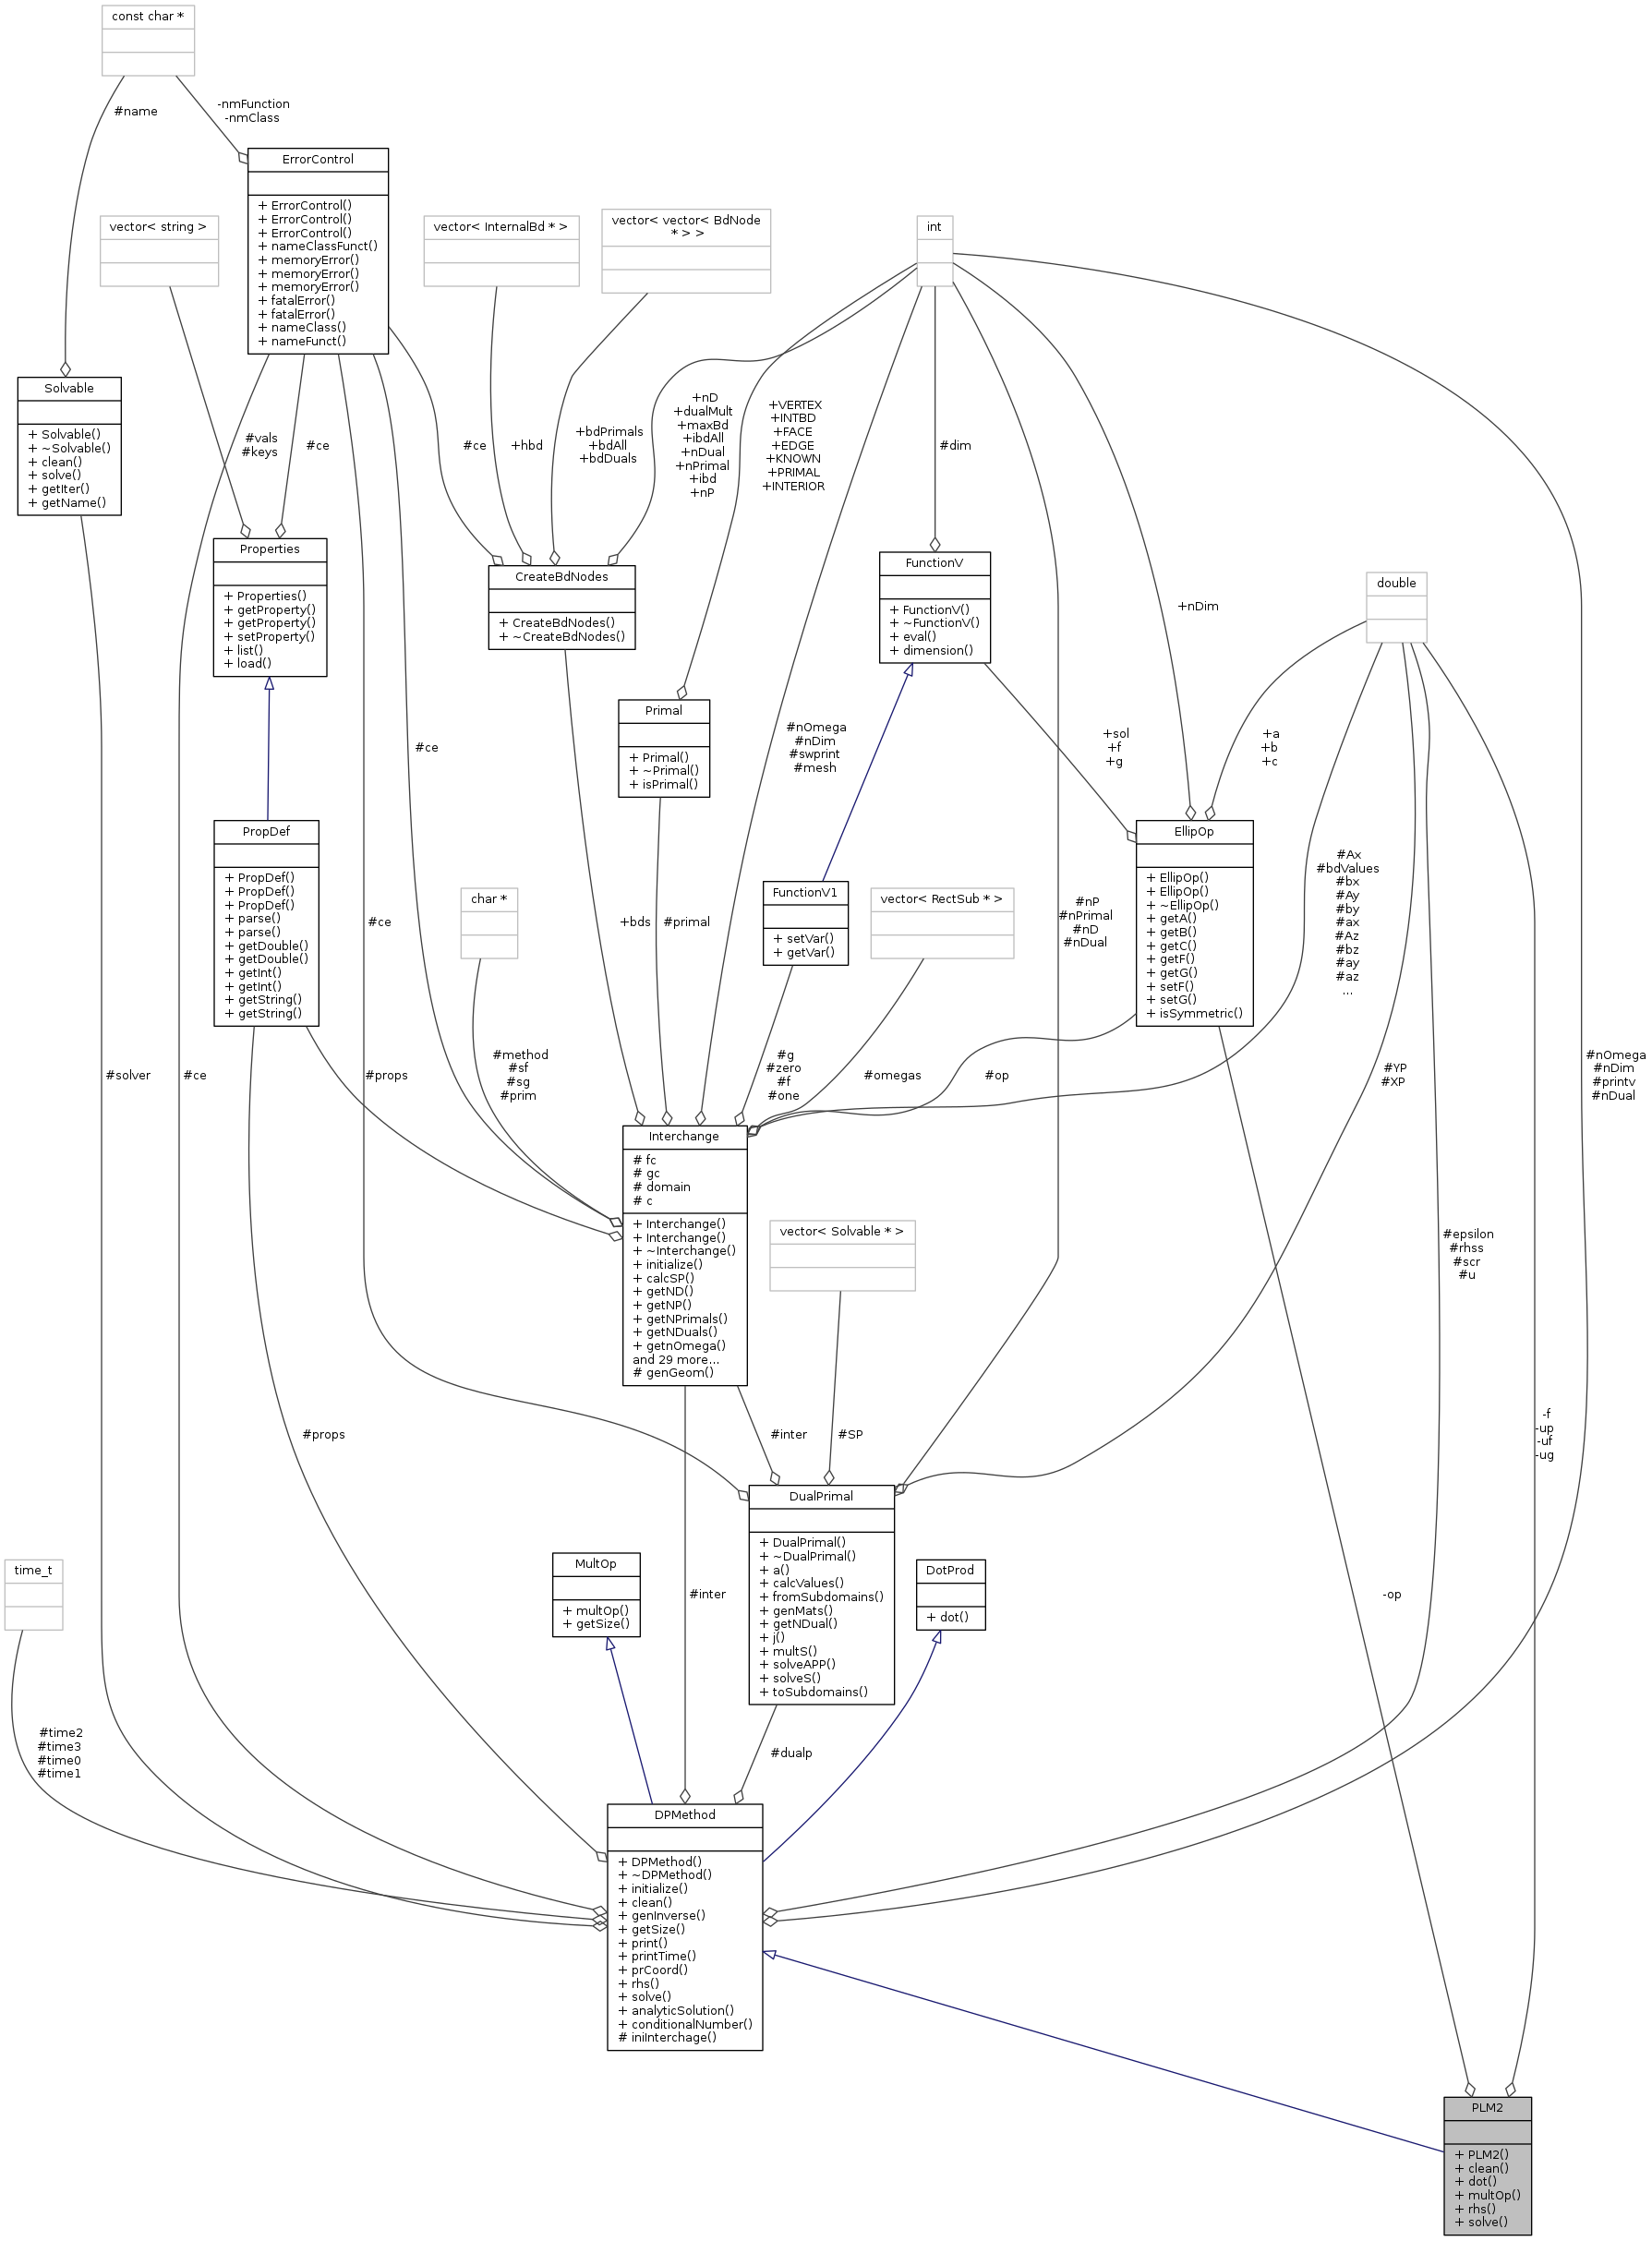 const char *
#name
-nmFunction
-nmClass
ErrorControl
+ ErrorControl()
+ ErrorControl()
+ ErrorControl()
+ nameClassFunct()
+ memoryError()
+ memoryError()
+ memoryError()
+ fatalError()
+ fatalError()
+ nameClass()
+ nameFunct()
vector< string >
vector< InternalBd * >
vector< vector< BdNode
* > >
int
Solvable
+ Solvable()
+ ~Solvable()
+ clean()
+ solve()
+ getIter()
+ getName()
#vals
#keys
#ce
#ce
+hbd
+bdPrimals
+bdAll
+bdDuals
+nD
+dualMult
+maxBd
+ibdAll
+nDual
+nPrimal
+ibd
+nP
+VERTEX
+INTBD
+FACE
+EDGE
+KNOWN
+PRIMAL
+INTERIOR
#dim
Properties
+ Properties()
+ getProperty()
+ getProperty()
+ setProperty()
+ list()
+ load()
CreateBdNodes
+ CreateBdNodes()
+ ~CreateBdNodes()
FunctionV
+ FunctionV()
+ ~FunctionV()
+ eval()
+ dimension()
+nDim
double
Primal
+ Primal()
+ ~Primal()
+ isPrimal()
#ce
#nOmega
#nDim
#swprint
#mesh
+sol
+f
+g
+a
+b
+c
PropDef
+ PropDef()
+ PropDef()
+ PropDef()
+ parse()
+ parse()
+ getDouble()
+ getDouble()
+ getInt()
+ getInt()
+ getString()
+ getString()
#ce
char *
+bds
#primal
FunctionV1
+ setVar()
+ getVar()
vector< RectSub * >
#nP
#nPrimal
#nD
#nDual
EllipOp
+ EllipOp()
+ EllipOp()
+ ~EllipOp()
+ getA()
+ getB()
+ getC()
+ getF()
+ getG()
+ setF()
+ setG()
+ isSymmetric()
#Ax
#bdValues
#bx
#Ay
#by
#ax
#Az
#bz
#ay
#az
...
#solver
#ce
#props
#method
#sf
#sg
#prim
#g
#zero
#f
#one
#omegas
#op
#YP
#XP
#nOmega
#nDim
#printv
#nDual
Interchange
# fc
# gc
# domain
# c
+ Interchange()
+ Interchange()
+ ~Interchange()
+ initialize()
+ calcSP()
+ getND()
+ getNP()
+ getNPrimals()
+ getNDuals()
+ getnOmega()
and 29 more...
# genGeom()
vector< Solvable * >
#epsilon
#rhss
#scr
#u
#props
#inter
#SP
-f
-up
-uf
-ug
DualPrimal
+ DualPrimal()
+ ~DualPrimal()
+ a()
+ calcValues()
+ fromSubdomains()
+ genMats()
+ getNDual()
+ j()
+ multS()
+ solveAPP()
+ solveS()
+ toSubdomains()
time_t
MultOp
+ multOp()
+ getSize()
#inter
DotProd
+ dot()
-op
#time2
#time3
#time0
#time1
#dualp
DPMethod
+ DPMethod()
+ ~DPMethod()
+ initialize()
+ clean()
+ genInverse()
+ getSize()
+ print()
+ printTime()
+ prCoord()
+ rhs()
+ solve()
+ analyticSolution()
+ conditionalNumber()
# iniInterchage()
PLM2
+ PLM2()
+ clean()
+ dot()
+ multOp()
+ rhs()
+ solve()